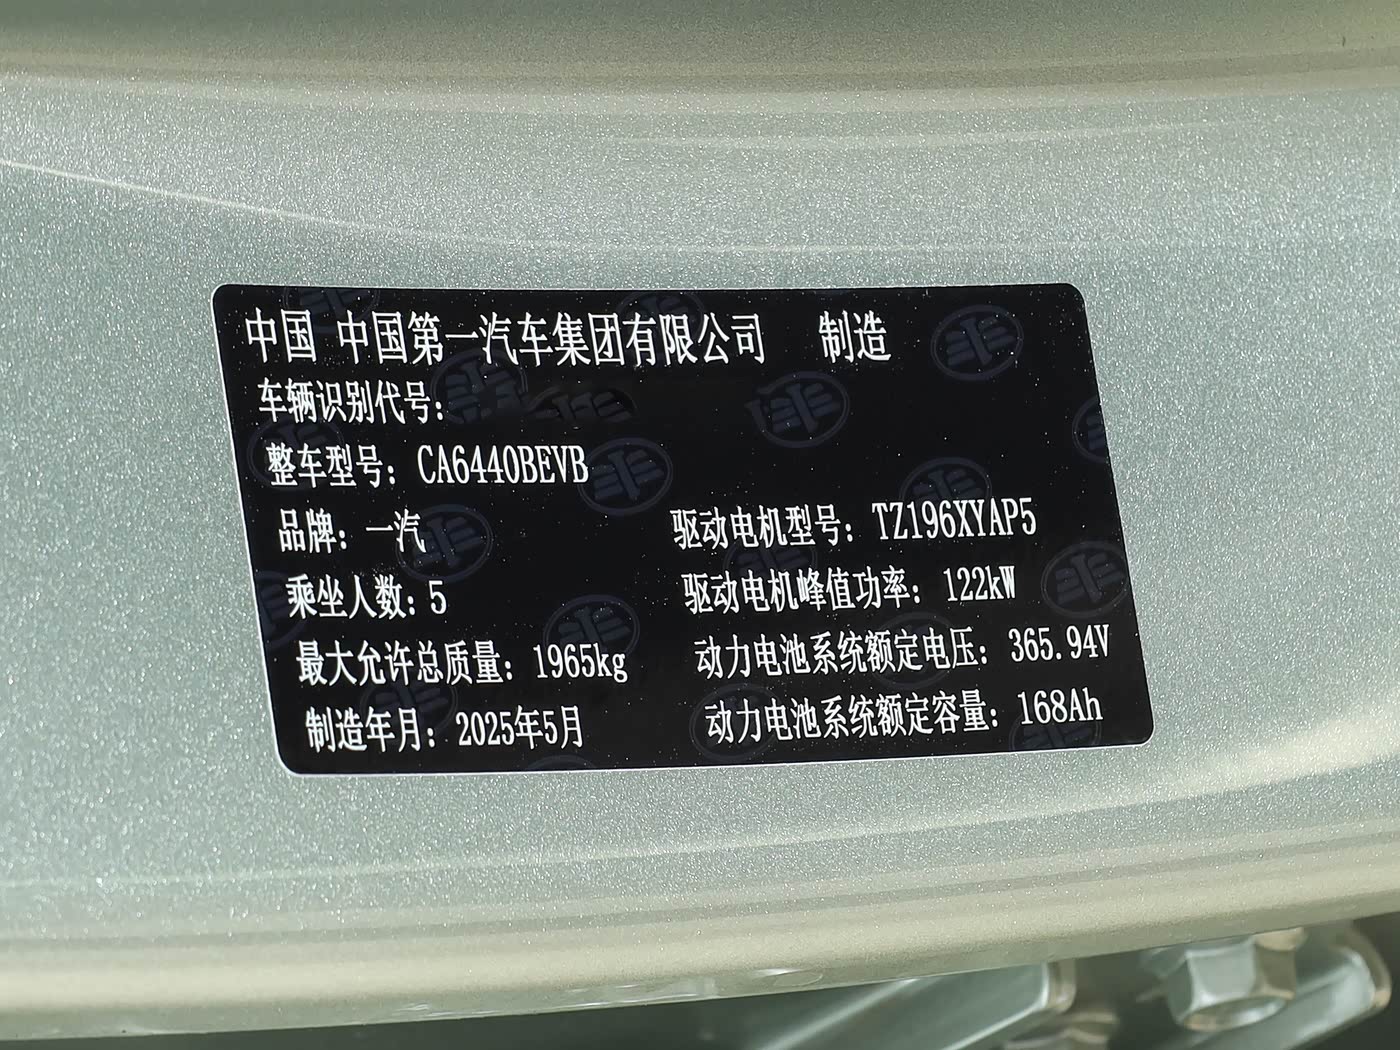 中国 中国第一汽车集团有限公司 制造
车辆识别代号:
整车型号: CA6440BEVB
品牌: 一汽
驱动电机型号: TZ196XYAP5
乘坐人数: 5
驱动电机峰值功率: 122kW
最大允许总质量: 1965kg
动力电池系统额定电压: 365.94V
制造年月: 2025年5月
动力电池系统额定容量: 168Ah